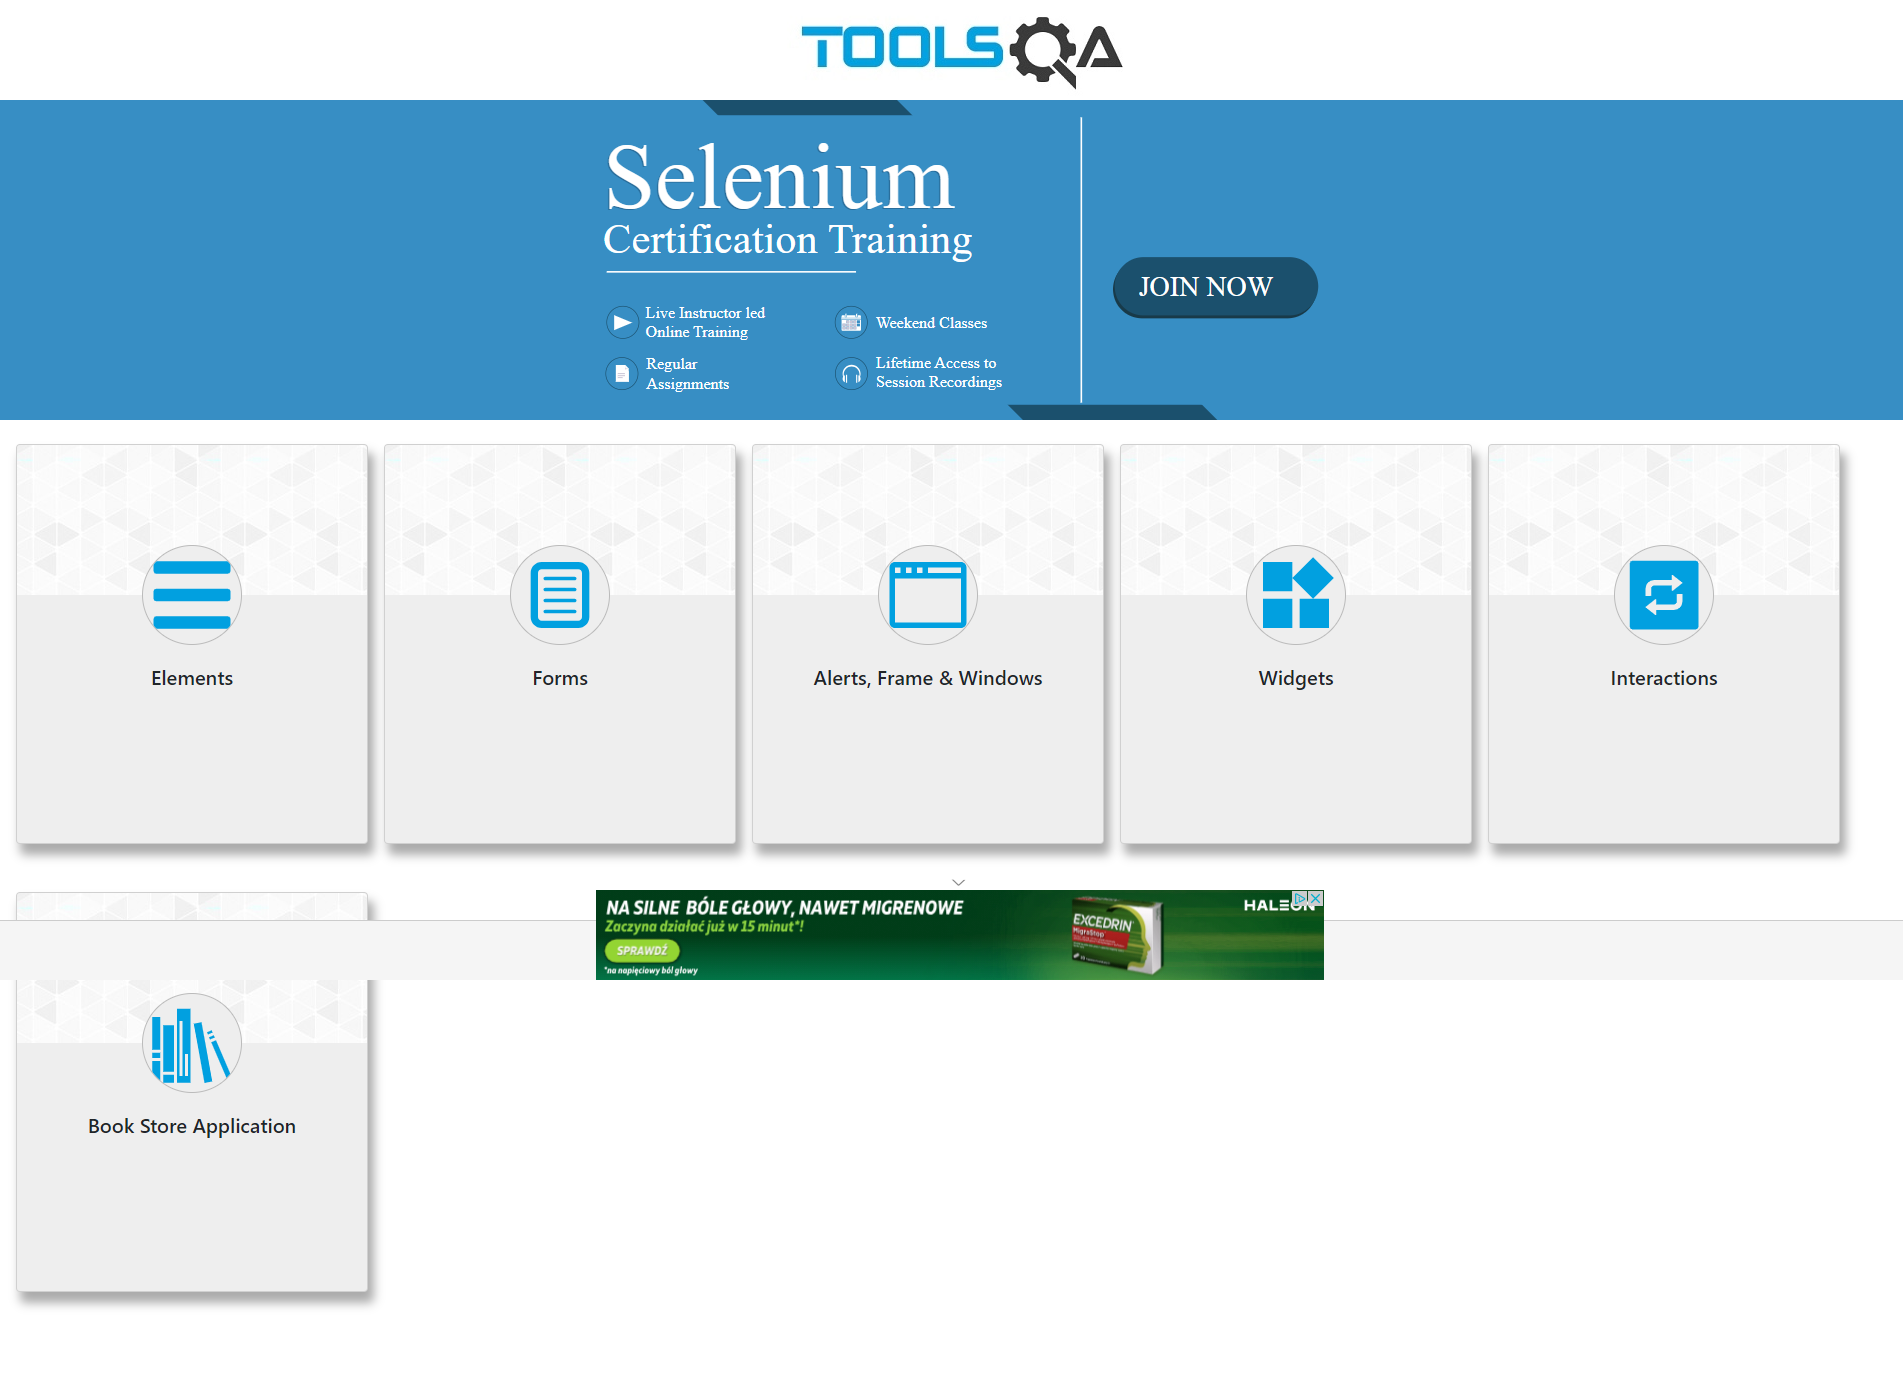 TOOLSQA
Selenium
Certification Training
Live Instructor led
Online Training
Weekend Classes
Regular
Assignments
Lifetime Access to
Session Recordings
JOIN NOW
Elements
Forms
Alerts, Frame & Windows
Widgets
Interactions
NA SILNE BÓLE GŁOWY, NAWET MIGRENOWE
Zaczyna działać już w 15 minut*!
SPRAWDŹ
*na napięciowy ból głowy
EXCEDRIN
MigraStop
HALEON
Book Store Application